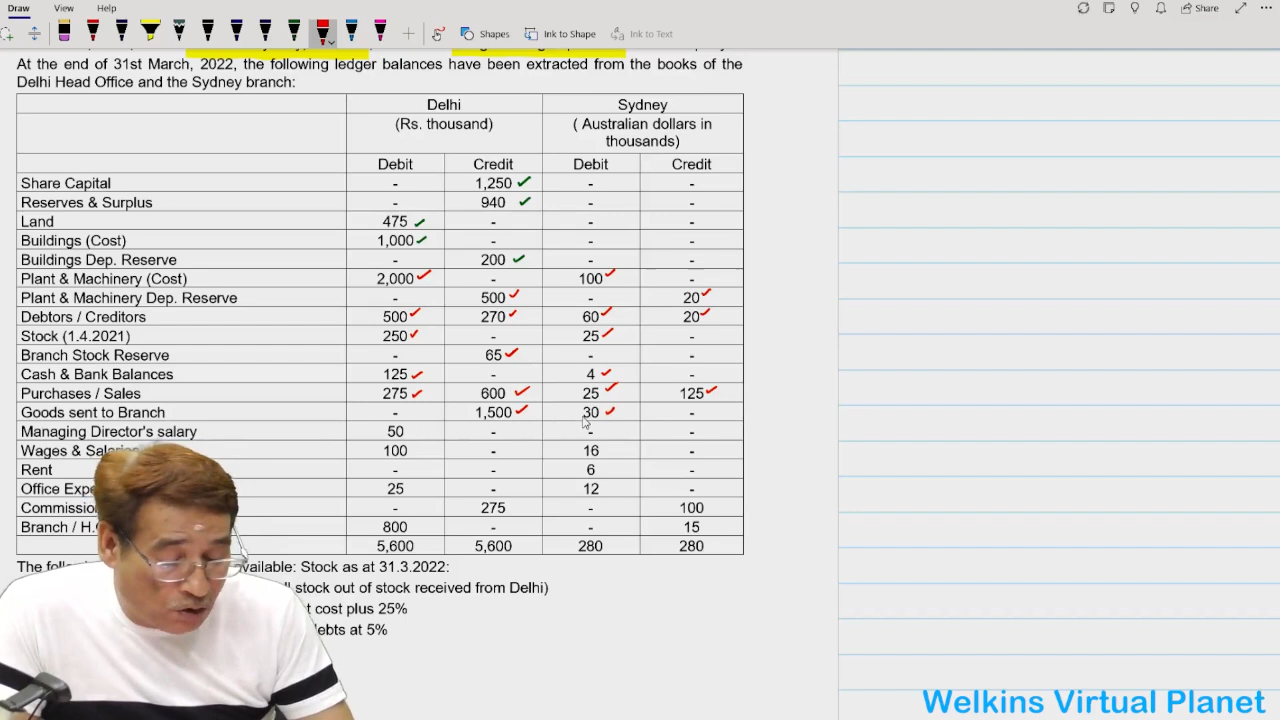 Draw View Help
Share
Shapes Ink to Shape Ink to Text
At the end of 31st March, 2022, the following ledger balances have been extracted from the books of the
Delhi Head Office and the Sydney branch:
Delhi Sydney
(Rs. thousand) ( Australian dollars in
thousands)
Debit Credit Debit Credit
Share Capital - 1,250 - -
Reserves & Surplus - 940 - -
Land 475 - - -
Buildings (Cost) 1,000 - - -
Buildings Dep. Reserve - 200 - -
Plant & Machinery (Cost) 2,000 - 100 -
Plant & Machinery Dep. Reserve - 500 - 20
Debtors / Creditors 500 270 60 20
Stock (1.4.2021) 250 - 25 -
Branch Stock Reserve - 65 - -
Cash & Bank Balances 125 - 4 -
Purchases / Sales 275 600 25 125
Goods sent to Branch - 1,500 30 -
Managing Director's salary 50 - - -
Wages & 100 - 16 -
Rent - - 6 -
Office 25 - 12 -
- 275 - 100
Branch / 800 - - 15
5,600 5,600 280 280
The available: Stock as at 31.3.2022:
stock out of stock received from Delhi)
cost plus 25%
at 5%
Welkins Virtual Planet